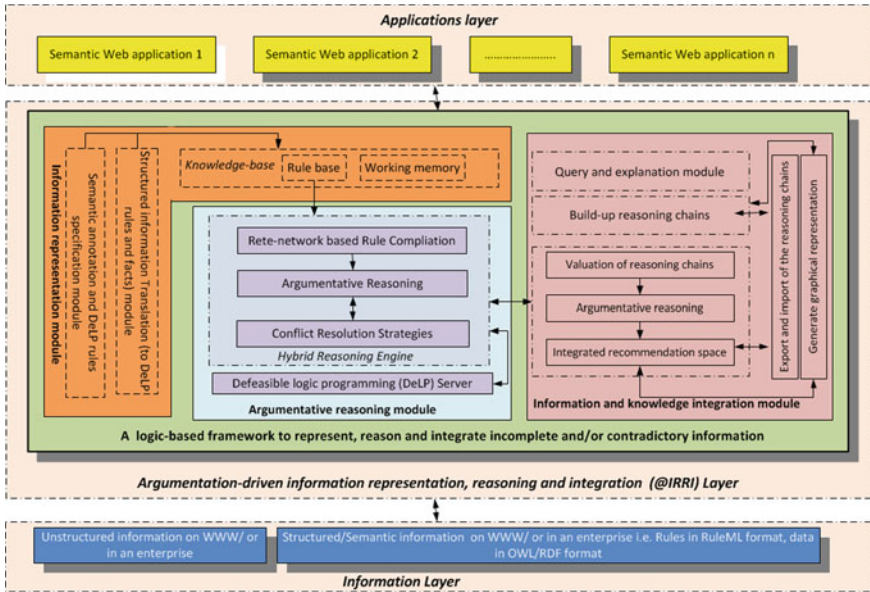 Applications layer
Semantic Web application 1
Semantic Web application 2
........................
Semantic Web application n
Information representation module
Semantic annotation and DeLP rules
specification module
Structured information Translation (to DeLP)
rules and facts) module
Knowledge-base
Rule base
Working memory
Rete-network based Rule Compliation
Argumentative Reasoning
Conflict Resolution Strategies
Hybrid Reasoning Engine
Defeasible logic programming (DeLP) Server
Argumentative reasoning module
Query and explanation module
Build-up reasoning chains
Valuation of reasoning chains
Argumentative reasoning
Integrated recommendation space
Export and import of the reasoning chains
Generate graphical representation
Information and knowledge integration module
A logic-based framework to represent, reason and integrate incomplete and/or contradictory information
Argumentation-driven information representation, reasoning and integration (@IRRI) Layer
Unstructured information on WWW/ or
in an enterprise
Structured/Semantic information on WWW/ or in an enterprise i.e. Rules in RuleML format, data
in OWL/RDF format
Information Layer